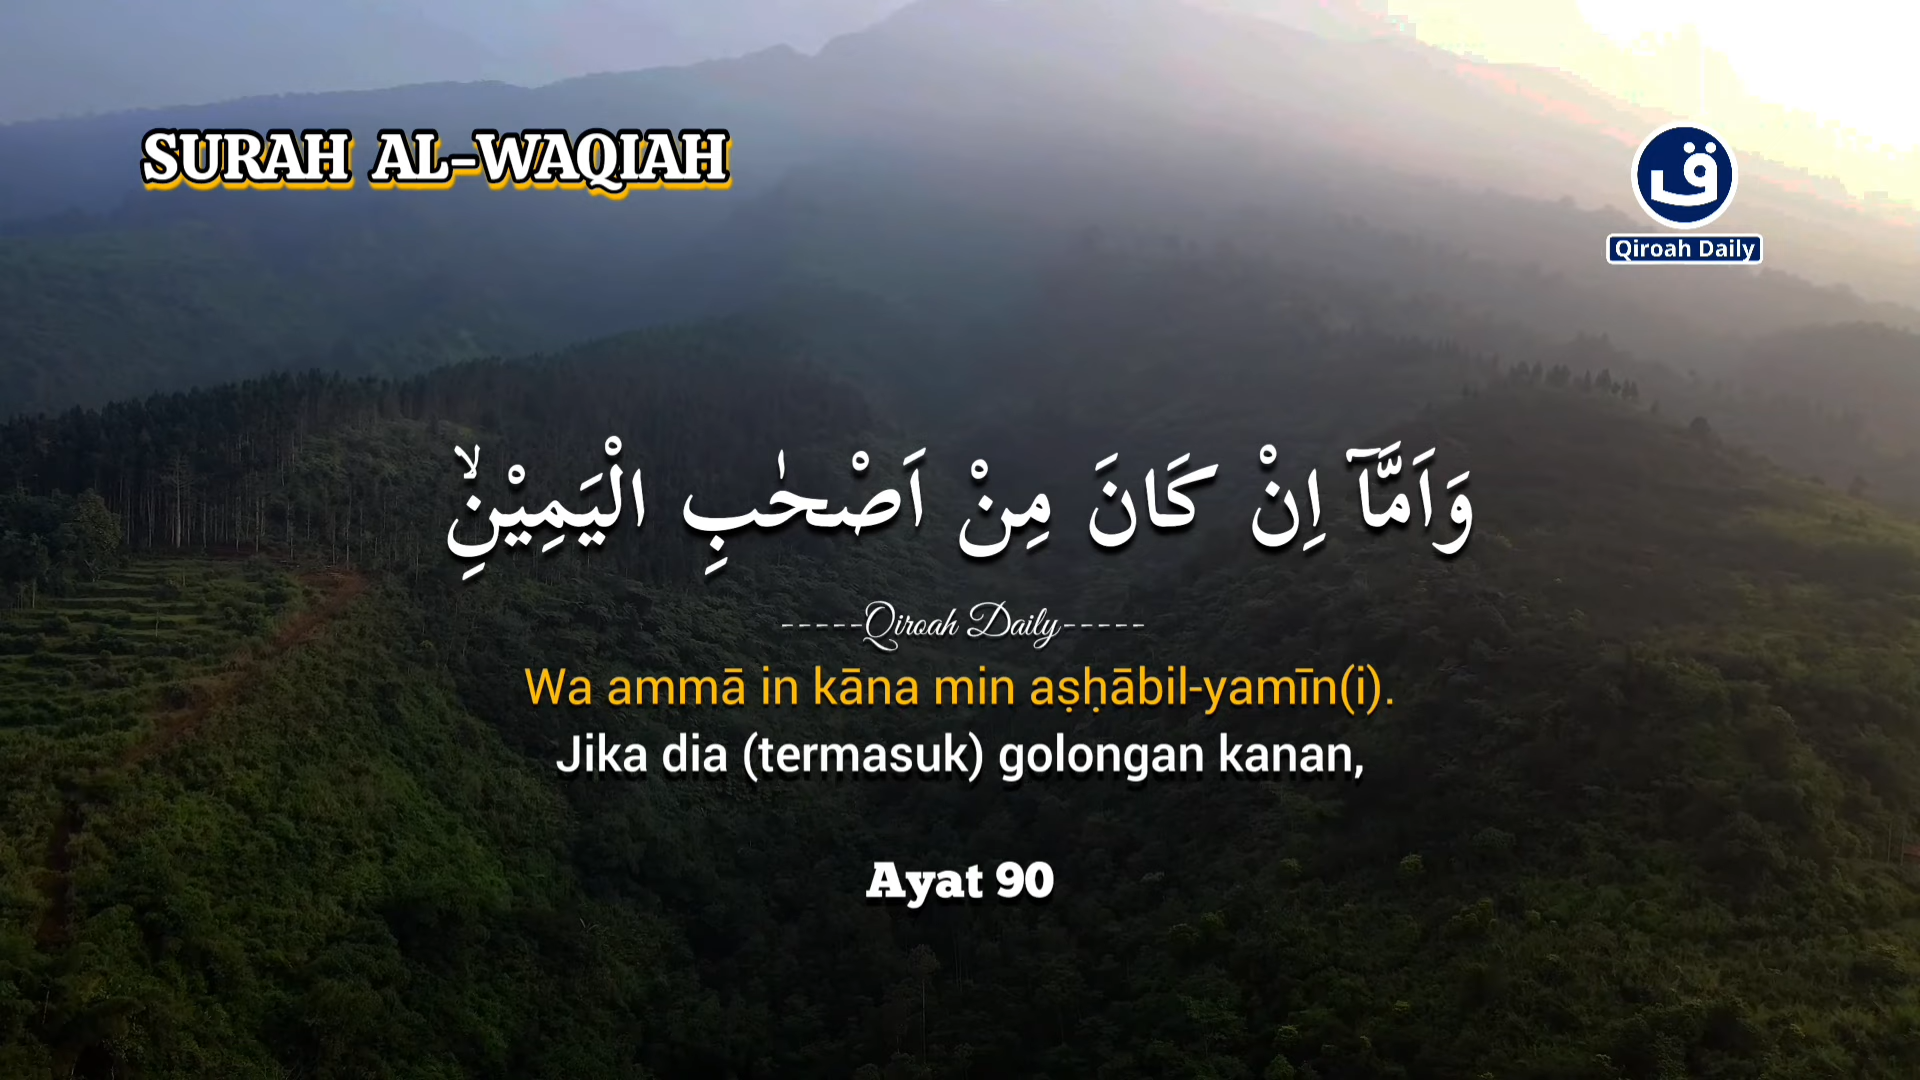 SURAH AL-WAQIAH
ق
Qiroah Daily
وَاَمَّآ اِنْ كَانَ مِنْ اَصْحٰبِ الْيَمِيْنِۙ
-----Qiroah Daily-----
Wa ammā in kāna min aṣḥābil-yamīn(i).
Jika dia (termasuk) golongan kanan,
Ayat 90